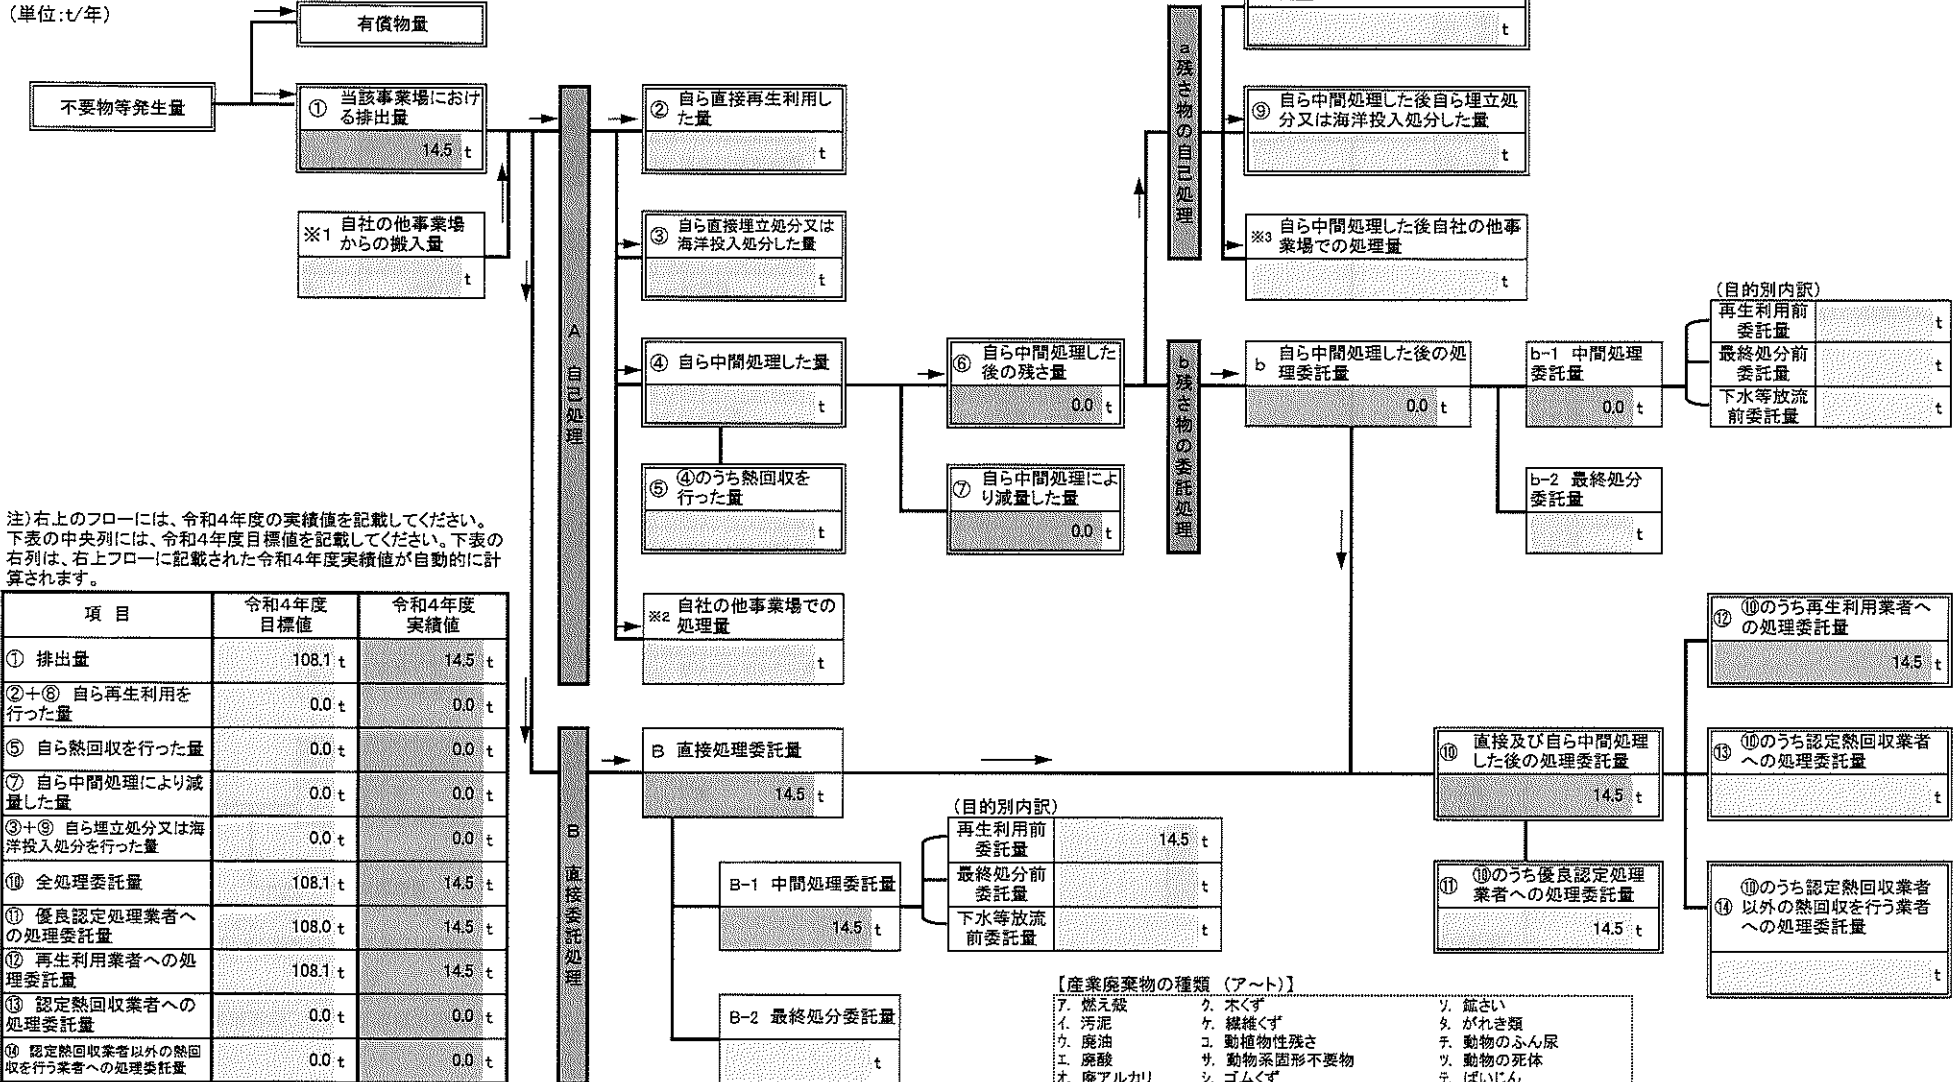 (単位:t/年)
有償物量
不要物等発生量
① 当該事業場におけ
る排出量
14.5 t
※1 自社の他事業場
からの搬入量
t
A 自己処理
② 自ら直接再生利用し
た量
t
③ 自ら直接埋立処分又は
海洋投入処分した量
t
④ 自ら中間処理した量
t
⑤ ④のうち熱回収を
行った量
t
※2 自社の他事業場での
処理量
t
⑥ 自ら中間処理した
後の残さ量
0.0 t
⑦ 自ら中間処理によ
り減量した量
0.0 t
a残さ物の自己処理
t
⑨ 自ら中間処理した後自ら埋立処
分又は海洋投入処分した量
t
※3 自ら中間処理した後自社の他事
業場での処理量
t
b残さ物の委託処理
b 自ら中間処理した後の処
理委託量
0.0 t
b-1 中間処理
委託量
0.0 t
b-2 最終処分
委託量
t
(目的別内訳)
再生利用前
委託量
t
最終処分前
委託量
t
下水等放流
前委託量
t
注)右上のフローには、令和4年度の実績値を記載してください。
下表の中央列には、令和4年度目標値を記載してください。下表の
右列は、右上フローに記載された令和4年度実績値が自動的に計
算されます。
項 目 令和4年度 目標値 令和4年度 実績値
① 排出量 108.1 t 14.5 t
②+⑧ 自ら再生利用を
行った量 0.0 t 0.0 t
⑤ 自ら熱回収を行った量 0.0 t 0.0 t
⑦ 自ら中間処理により減
量した量 0.0 t 0.0 t
③+⑨ 自ら埋立処分又は海
洋投入処分を行った量 0.0 t 0.0 t
⑩ 全処理委託量 108.1 t 14.5 t
⑪ 優良認定処理業者へ
の処理委託量 108.0 t 14.5 t
⑫ 再生利用業者への処
理委託量 108.1 t 14.5 t
⑬ 認定熱回収業者への
処理委託量 0.0 t 0.0 t
⑭ 認定熱回収業者以外の熱回
収を行う業者への処理委託量 0.0 t 0.0 t
B 直接委託処理
B 直接処理委託量
14.5 t
B-1 中間処理委託量
14.5 t
B-2 最終処分委託量
t
(目的別内訳)
再生利用前
委託量
14.5 t
最終処分前
委託量
t
下水等放流
前委託量
t
⑩ 直接及び自ら中間処理
した後の処理委託量
14.5 t
⑪ ⑩のうち優良認定処理
業者への処理委託量
14.5 t
⑫ ⑩のうち再生利用業者へ
の処理委託量
14.5 t
⑬ ⑩のうち認定熱回収業者
への処理委託量
t
⑭ ⑩のうち認定熱回収業者
以外の熱回収を行う業者
への処理委託量
t
【産業廃棄物の種類 (ア~ト)】
ア. 燃え殻 ク. 木くず ソ. 鉱さい
イ. 汚泥 ケ. 繊維くず タ. がれき類
ウ. 廃油 コ. 動植物性残さ チ. 動物のふん尿
エ. 廃酸 サ. 動物系固形不要物 ツ. 動物の死体
オ. 廃アルカリ シ. ゴムくず テ. ばいじん